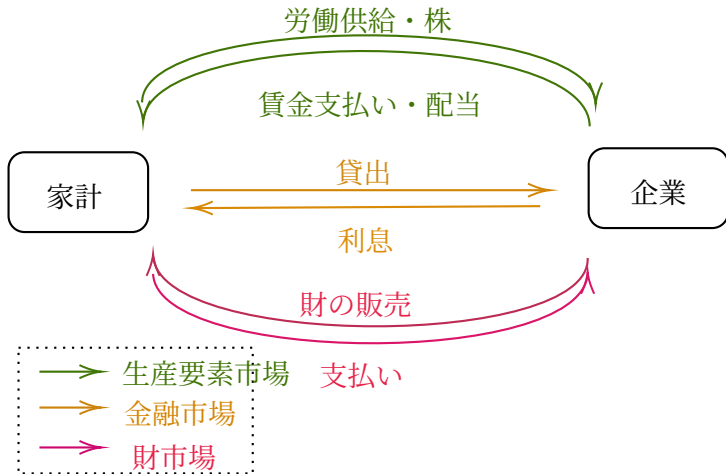 労働供給・株
賃金支払い・配当
貸出
家計
企業
利息
財の販売
支払い
生産要素市場
金融市場
財市場